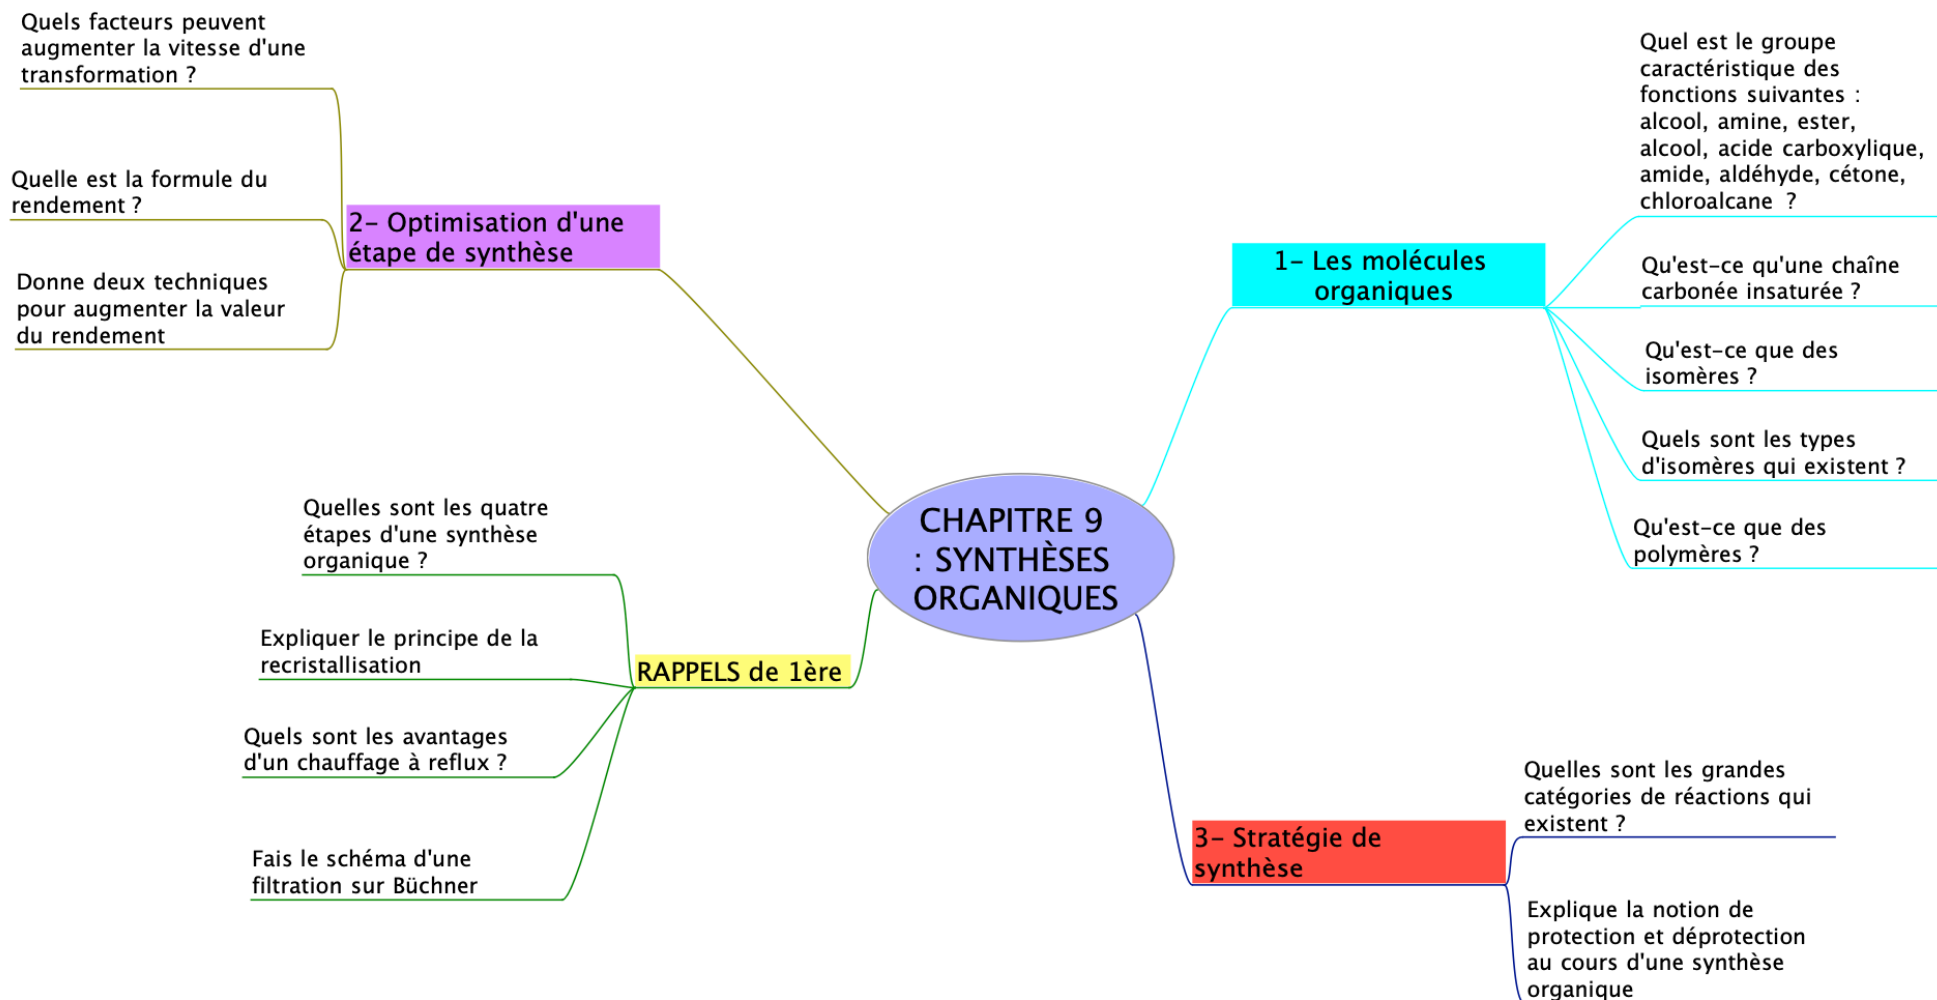 Quels facteurs peuvent
augmenter la vitesse d'une
transformation ?
Quelle est la formule du
rendement ?
Donne deux techniques
pour augmenter la valeur
du rendement
2- Optimisation d'une
étape de synthèse
Quel est le groupe
caractéristique des
fonctions suivantes :
alcool, amine, ester,
alcool, acide carboxylique,
amide, aldéhyde, cétone,
chloroalcane ?
1- Les molécules
organiques
Qu'est-ce qu'une chaîne
carbonée insaturée ?
Qu'est-ce que des
isomères ?
Quels sont les types
d'isomères qui existent ?
Qu'est-ce que des
polymères ?
CHAPITRE 9
: SYNTHÈSES
ORGANIQUES
Quelles sont les quatre
étapes d'une synthèse
organique ?
Expliquer le principe de la
recristallisation
Quels sont les avantages
d'un chauffage à reflux ?
Fais le schéma d'une
filtration sur Büchner
RAPPELS de 1ère
3- Stratégie de
synthèse
Quelles sont les grandes
catégories de réactions qui
existent ?
Explique la notion de
protection et déprotection
au cours d'une synthèse
organique